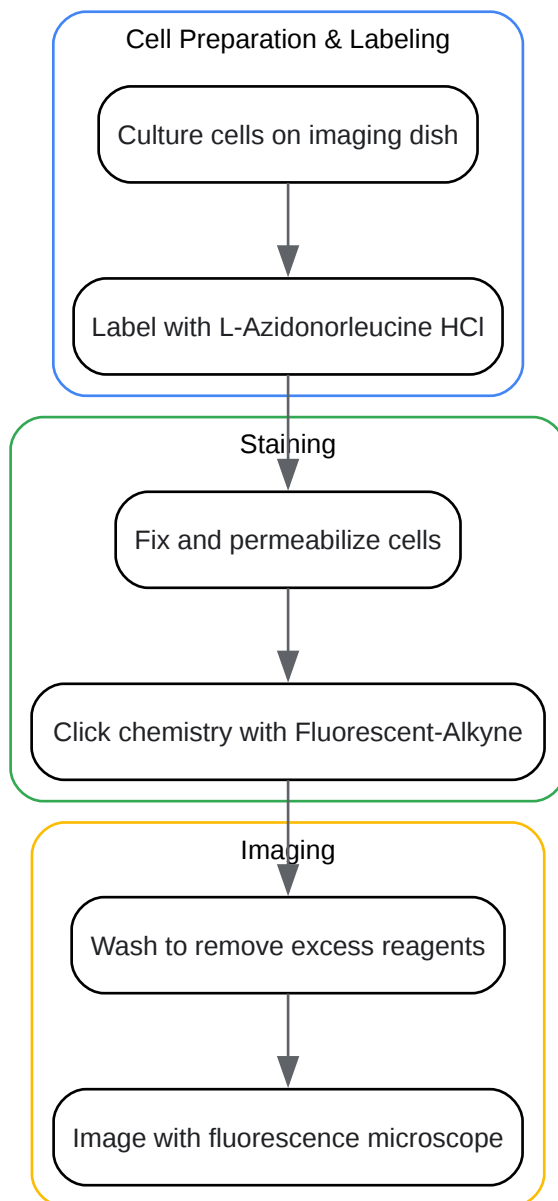 Cell Preparation & Labeling
Culture cells on imaging dish
Label with L-Azidonorleucine HCl
Staining
Fix and permeabilize cells
Click chemistry with Fluorescent-Alkyne
Imaging
Wash to remove excess reagents
Image with fluorescence microscope